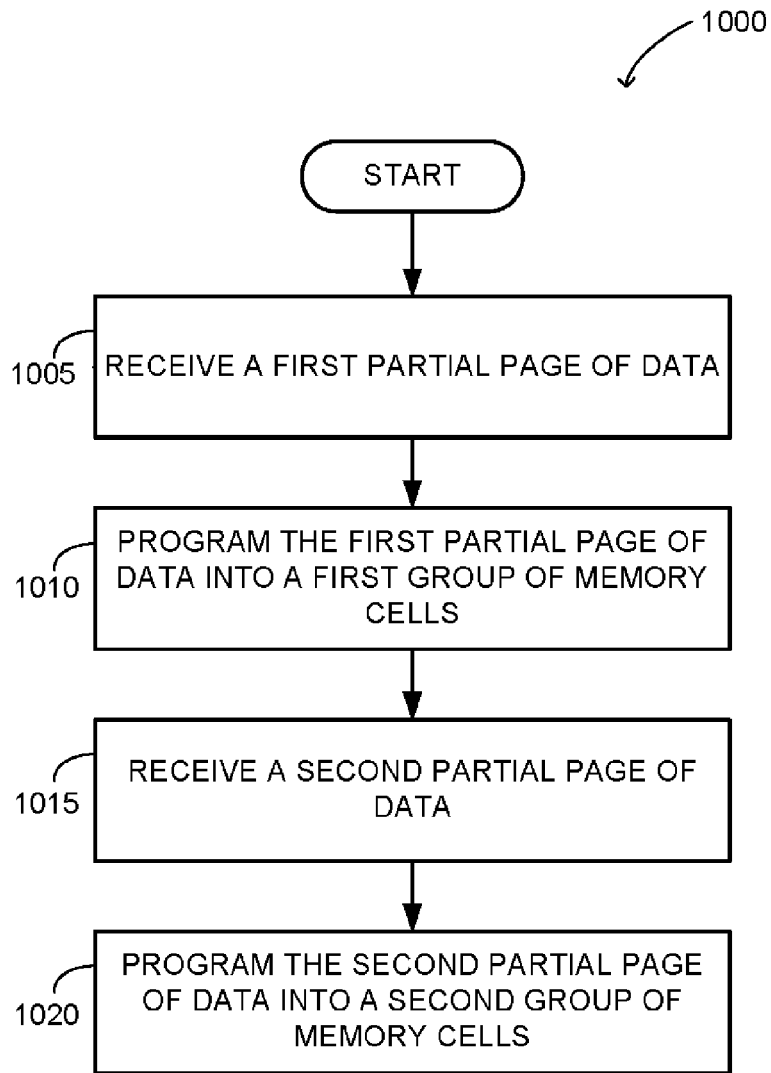 1000
START
1005
RECEIVE A FIRST PARTIAL PAGE OF DATA
1010
PROGRAM THE FIRST PARTIAL PAGE OF
DATA INTO A FIRST GROUP OF MEMORY
CELLS
1015
RECEIVE A SECOND PARTIAL PAGE OF
DATA
1020
PROGRAM THE SECOND PARTIAL PAGE
OF DATA INTO A SECOND GROUP OF
MEMORY CELLS